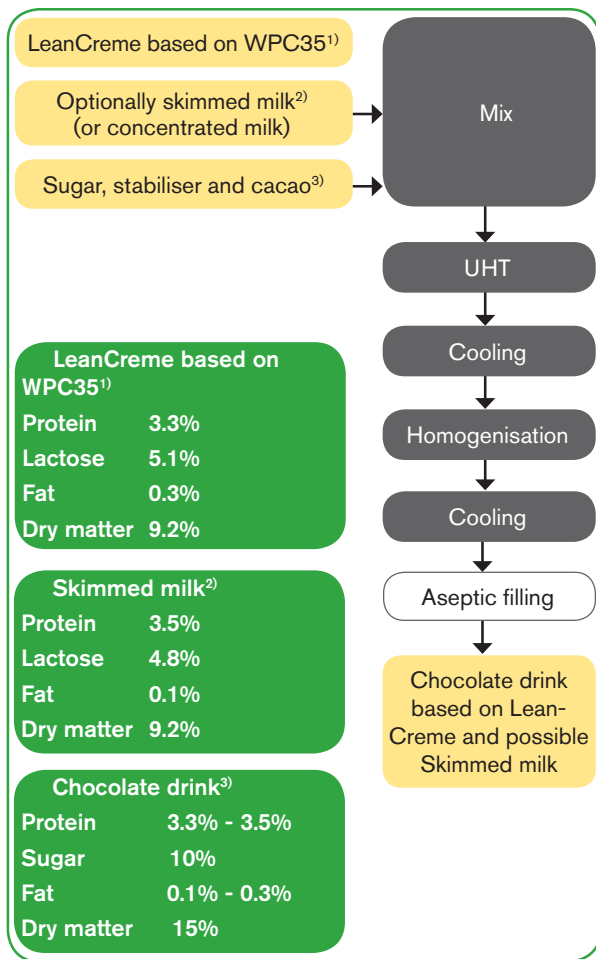 LeanCreme based on WPC35¹⁾
Optionally skimmed milk²⁾
(or concentrated milk)
Sugar, stabiliser and cacao³⁾
Mix
UHT
Cooling
Homogenisation
Cooling
Aseptic filling
Chocolate drink
based on Lean-
Creme and possible
Skimmed milk
LeanCreme based on
WPC35¹⁾
Protein 3.3%
Lactose 5.1%
Fat 0.3%
Dry matter 9.2%
Skimmed milk²⁾
Protein 3.5%
Lactose 4.8%
Fat 0.1%
Dry matter 9.2%
Chocolate drink³⁾
Protein 3.3% - 3.5%
Sugar 10%
Fat 0.1% - 0.3%
Dry matter 15%